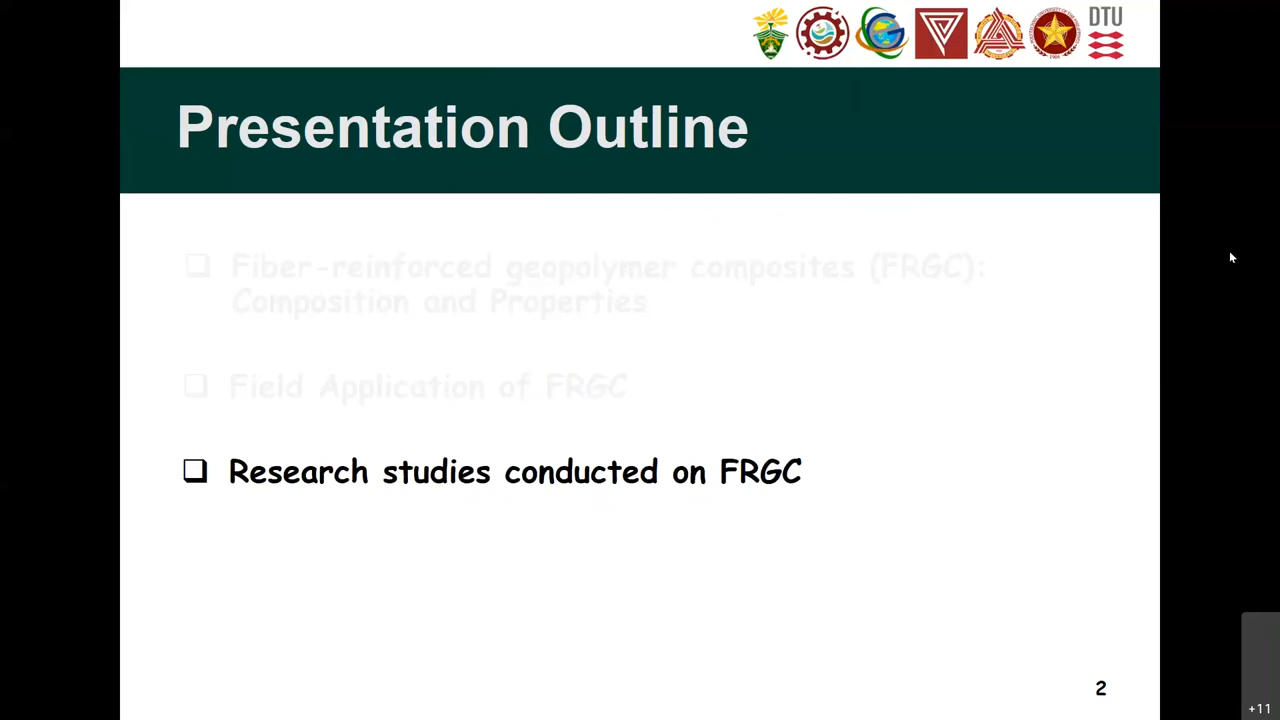 DTU
Presentation Outline
Fiber-reinforced geopolymer composites (FRGC):
Composition and Properties
Field Application of FRGC
Research studies conducted on FRGC
2
+11